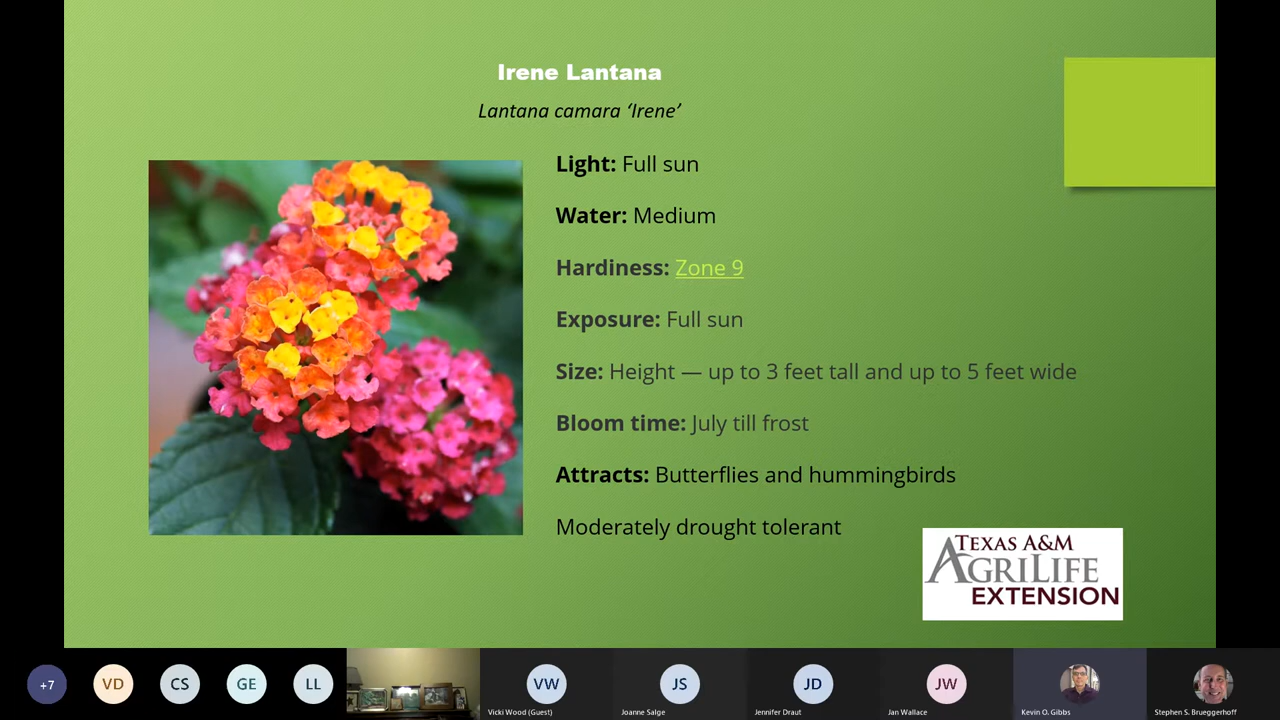 Irene Lantana
Lantana camara ‘Irene’
Light: Full sun
Water: Medium
Hardiness: Zone 9
Exposure: Full sun
Size: Height — up to 3 feet tall and up to 5 feet wide
Bloom time: July till frost
Attracts: Butterflies and hummingbirds
Moderately drought tolerant
TEXAS A&M
AGRILIFE
EXTENSION
+7
VD
CS
GE
LL
VW
JS
JD
JW
Vicki Wood (Guest)
Joanne Salge
Jennifer Draut
Jan Wallace
Kevin O. Gibbs
Stephen S. Brueggerhoff